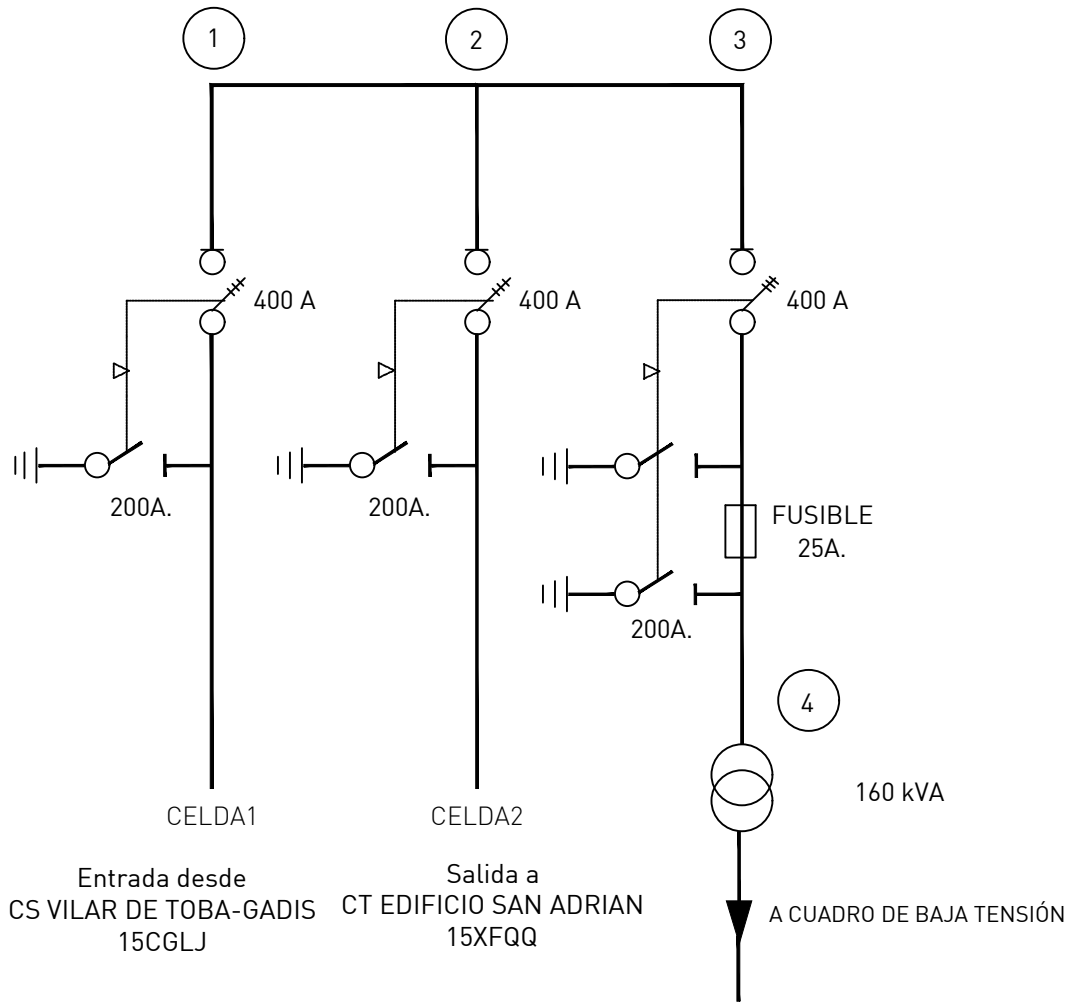 1
2
3
400 A
400 A
400 A
200A.
200A.
FUSIBLE
25A.
200A.
4
160 kVA
CELDA1
CELDA2
Entrada desde
CS VILAR DE TOBA-GADIS
15CGLJ
Salida a
CT EDIFICIO SAN ADRIAN
15XFQQ
A CUADRO DE BAJA TENSIÓN